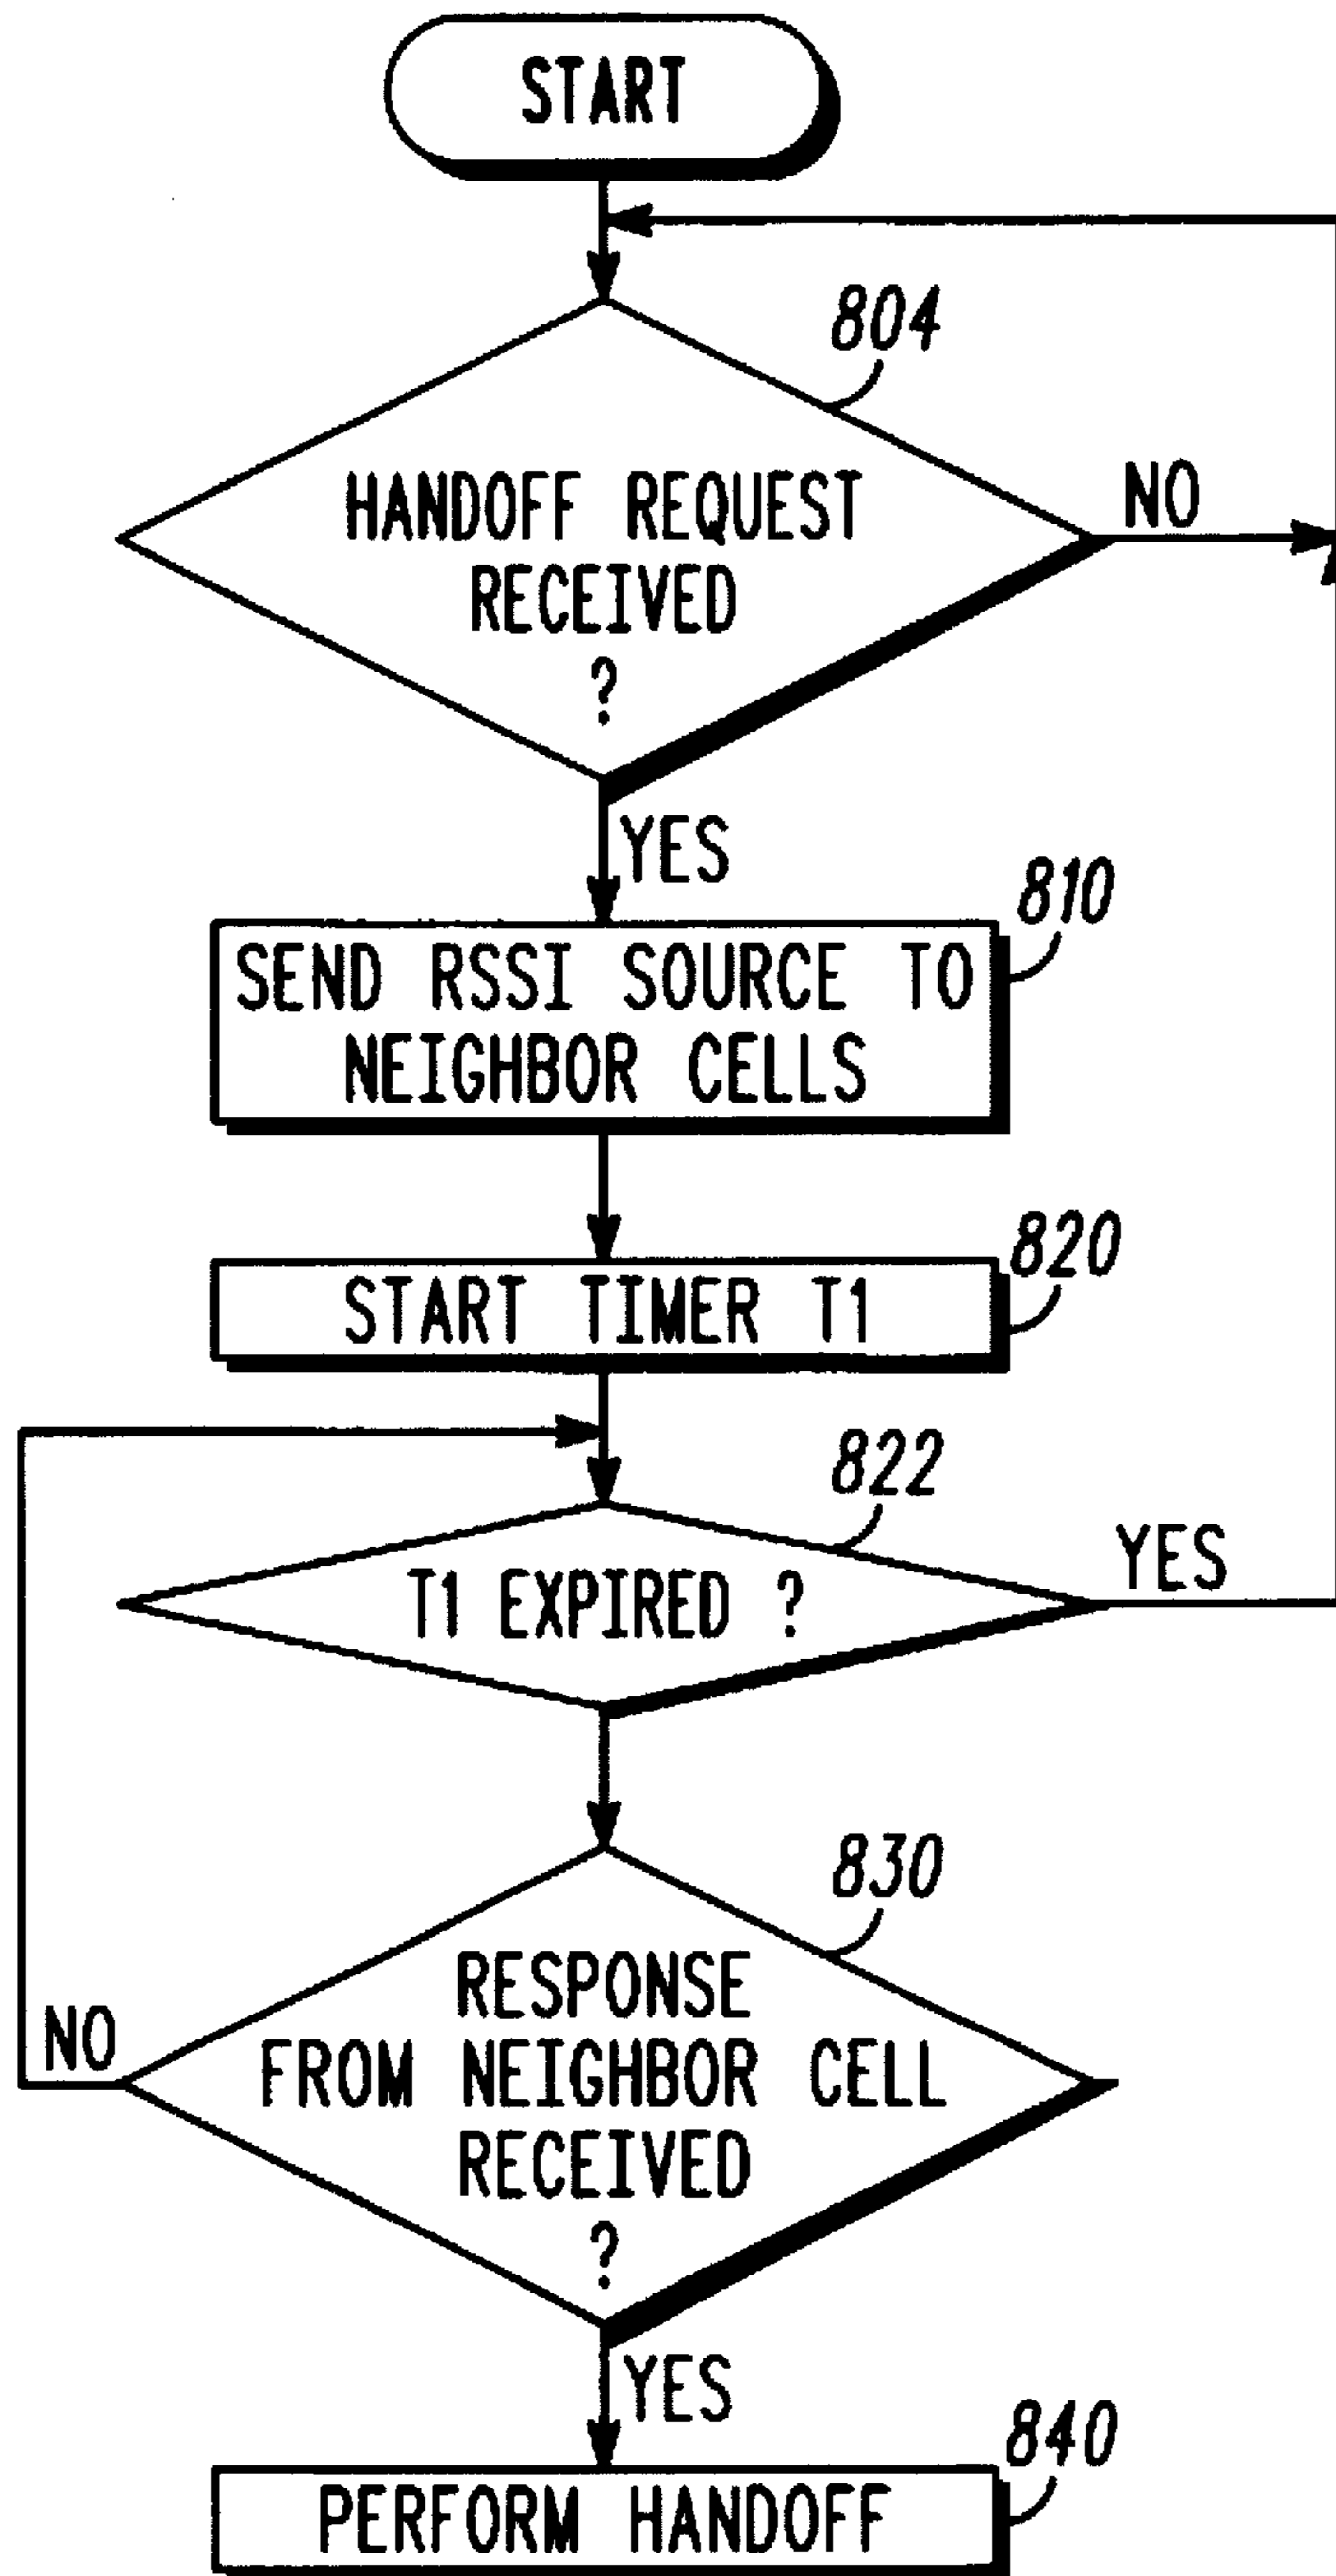 START
804
HANDOFF REQUEST
RECEIVED
?
NO
YES
810
SEND RSSI SOURCE TO
NEIGHBOR CELLS
820
START TIMER T1
822
T1 EXPIRED ?
YES
830
RESPONSE
FROM NEIGHBOR CELL
RECEIVED
?
NO
YES
840
PERFORM HANDOFF